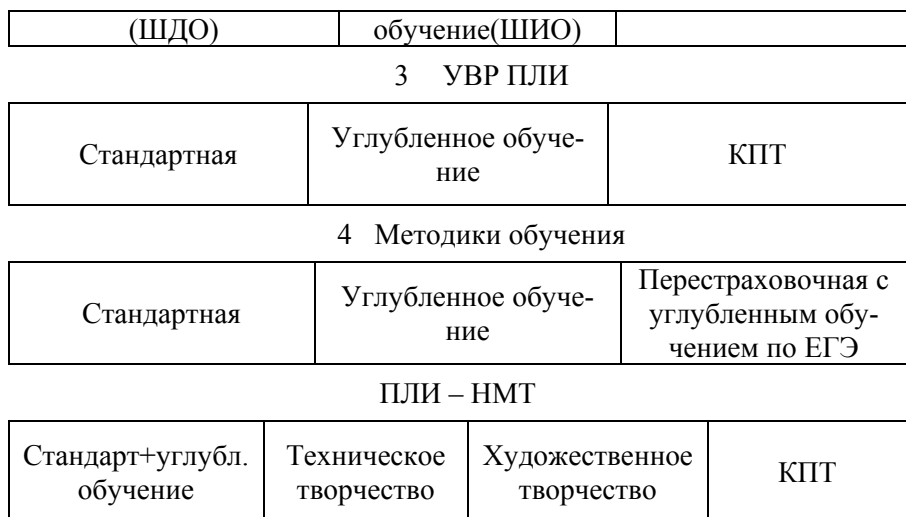 (ШДО) обучение(ШИО)
3 УВР ПЛИ
Стандартная
Углубленное обуче-
ние
КПТ
4 Методики обучения
Стандартная
Углубленное обуче-
ние
Перестраховочная с
углубленным обу-
чением по ЕГЭ
ПЛИ – НМТ
Стандарт+углубл.
обучение
Техническое
творчество
Художественное
творчество
КПТ